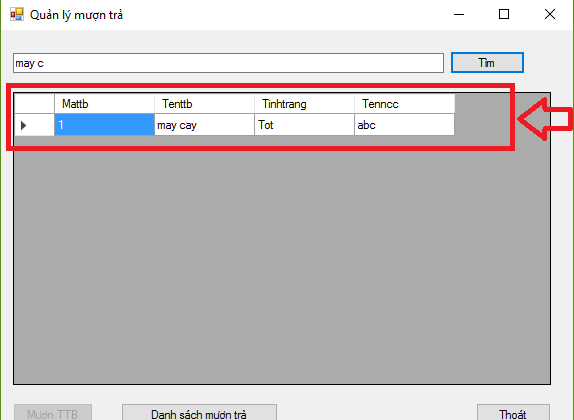 Quản lý mượn trả
may c
Tìm
Mattb Tenttb Tinhtrang Tenncc
1 may cay Tot abc
Mượn TTB Danh sách mượn trả Thoát